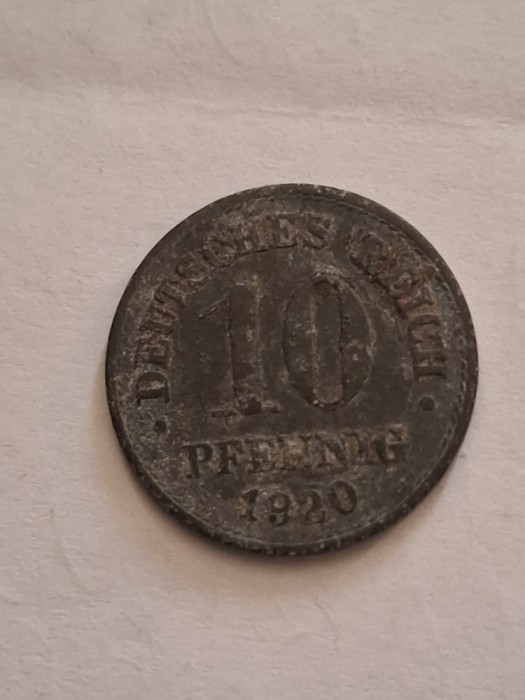 DEUTSCHES REICH
10
PFENNIG
1920